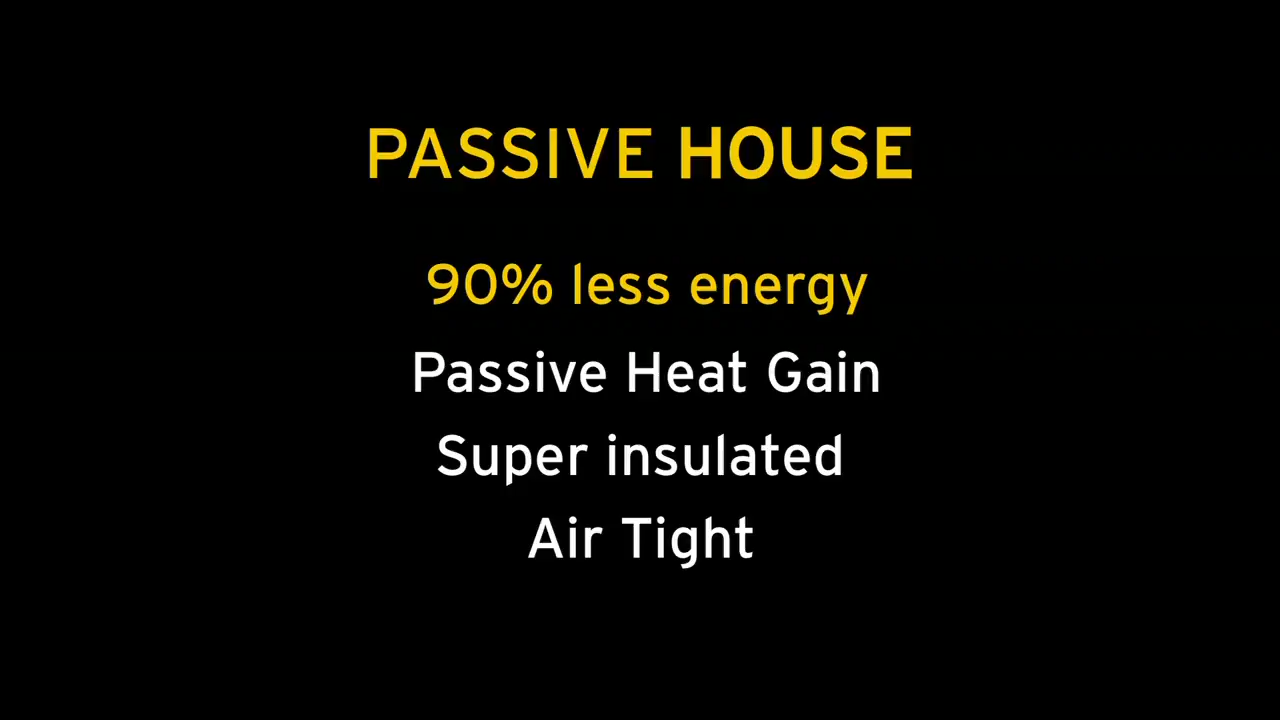 PASSIVE HOUSE
90% less energy
Passive Heat Gain
Super insulated
Air Tight